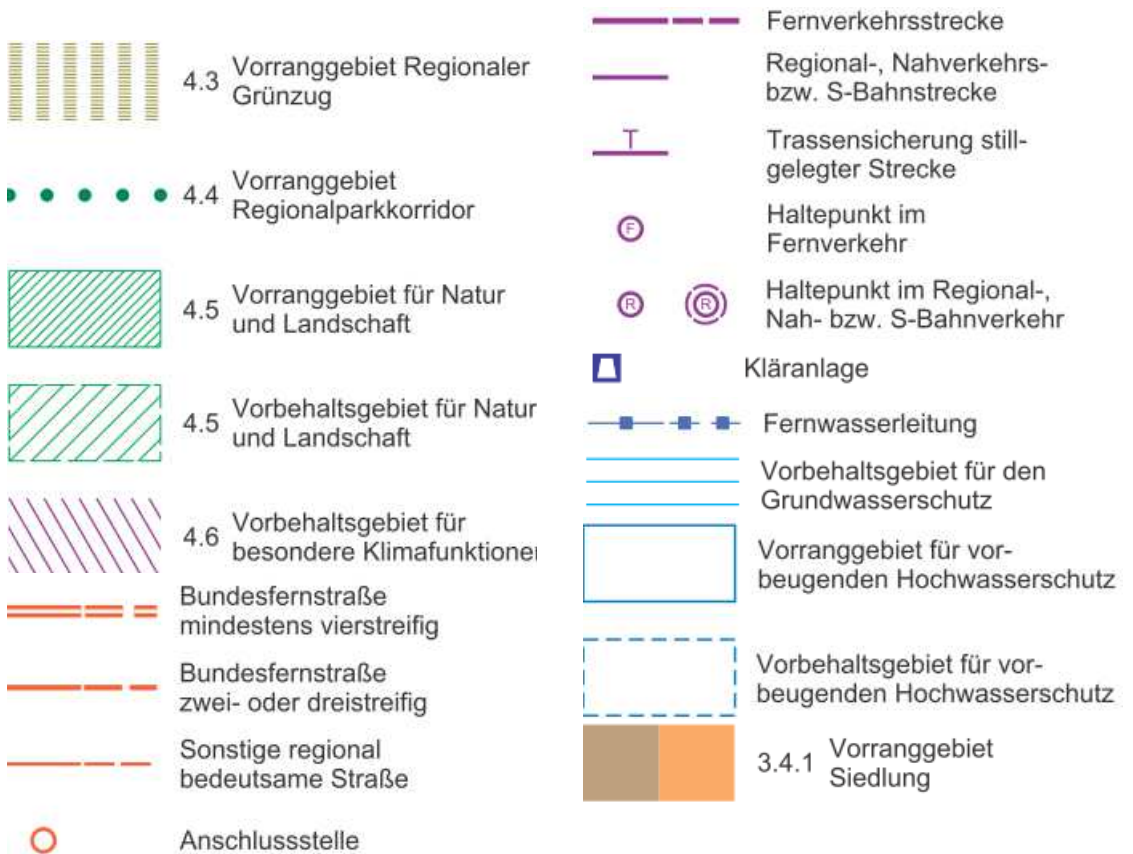 4.3 Vorranggebiet Regionaler
Grünzug
4.4 Vorranggebiet
Regionalparkkorridor
4.5 Vorranggebiet für Natur
und Landschaft
4.5 Vorbehaltsgebiet für Natur
und Landschaft
4.6 Vorbehaltsgebiet für
besondere Klimafunktione
Bundesfernstraße
mindestens vierstreifig
Bundesfernstraße
zwei- oder dreistreifig
Sonstige regional
bedeutsame Straße
Anschlussstelle
Fernverkehrsstrecke
Regional-, Nahverkehrs-
bzw. S-Bahnstrecke
T
Trassensicherung still-
gelegter Strecke
F
Haltepunkt im
Fernverkehr
R R
Haltepunkt im Regional-,
Nah- bzw. S-Bahnverkehr
Kläranlage
Fernwasserleitung
Vorbehaltsgebiet für den
Grundwasserschutz
Vorranggebiet für vor-
beugenden Hochwasserschutz
Vorbehaltsgebiet für vor-
beugenden Hochwasserschutz
3.4.1 Vorranggebiet
Siedlung